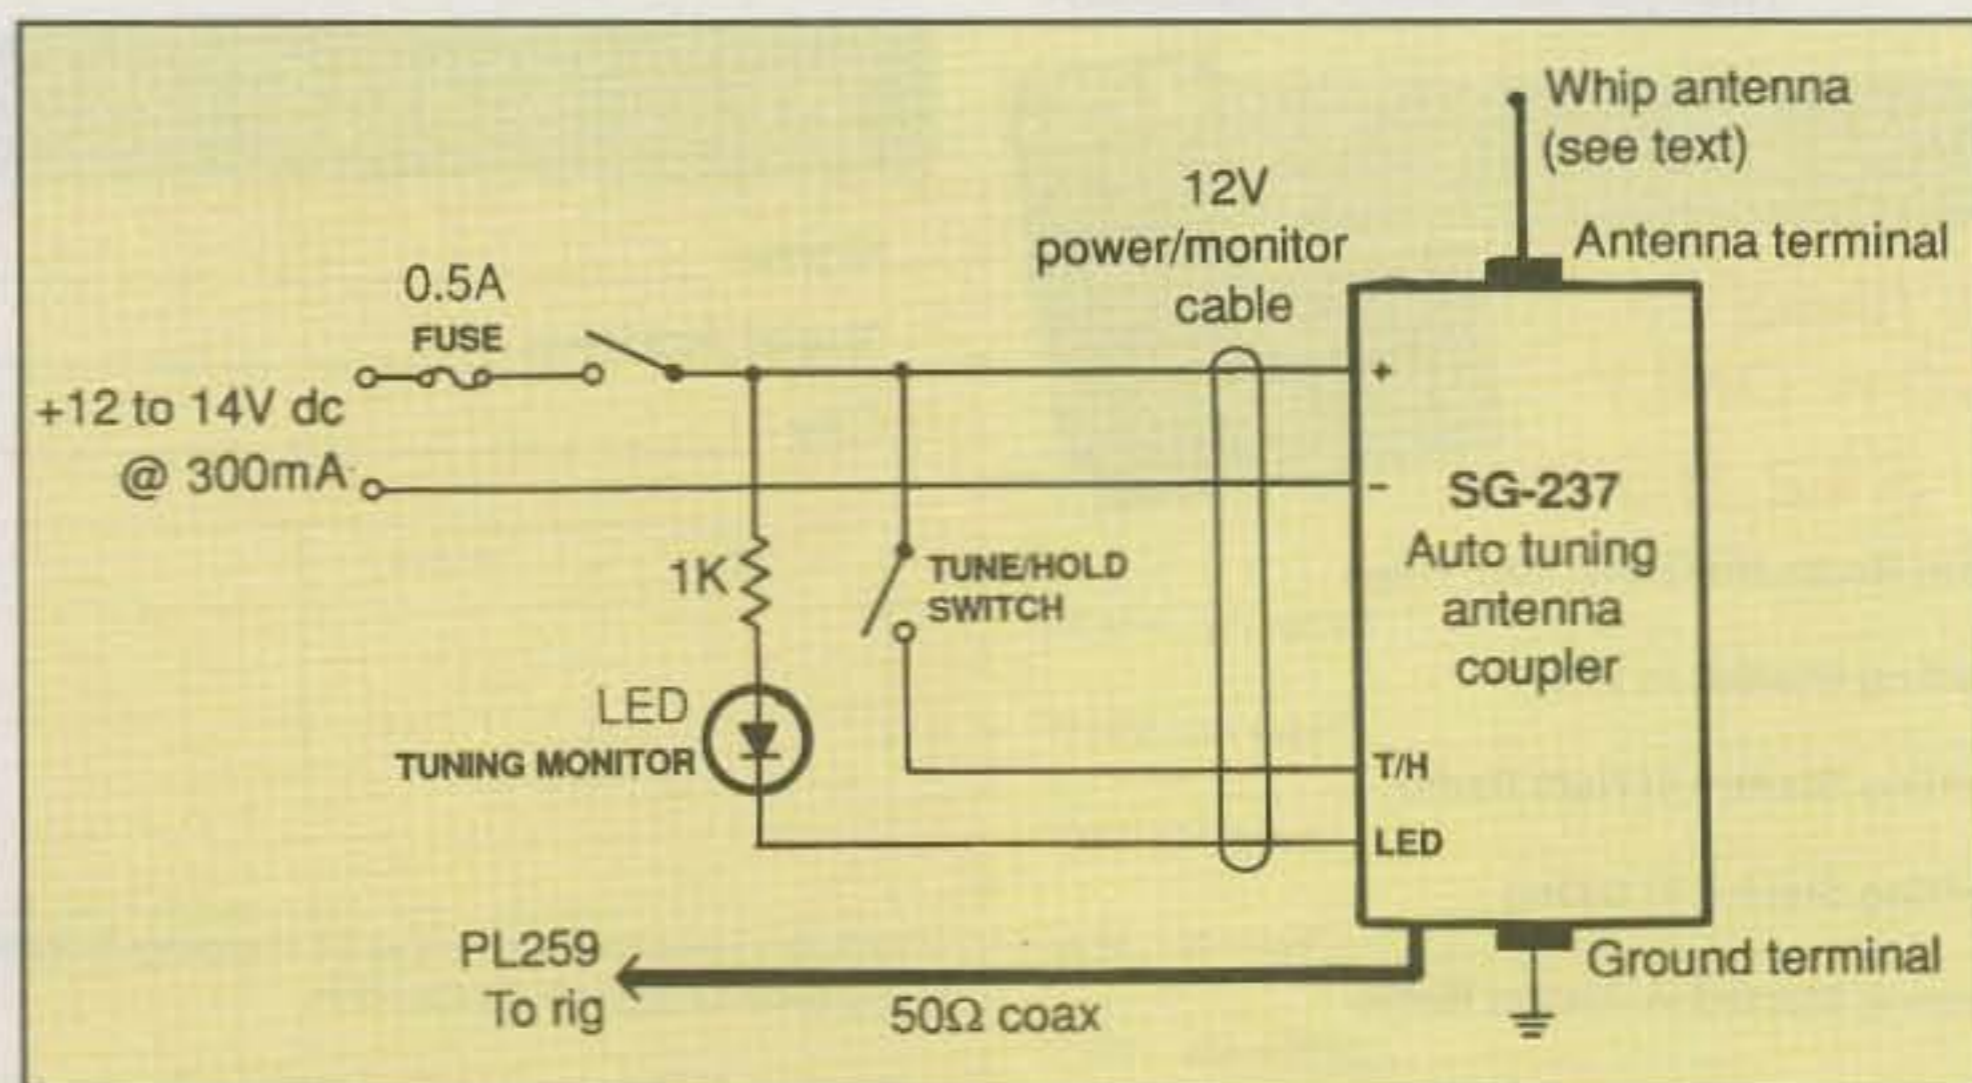 Whip antenna
(see text)
Antenna terminal
12V
power/monitor
cable
0.5A
FUSE
+12 to 14V dc
@ 300mA
+
−
SG-237
Auto tuning
antenna
coupler
1K
TUNE/HOLD
SWITCH
LED
TUNING MONITOR
T/H
LED
PL259
To rig
50Ω coax
Ground terminal